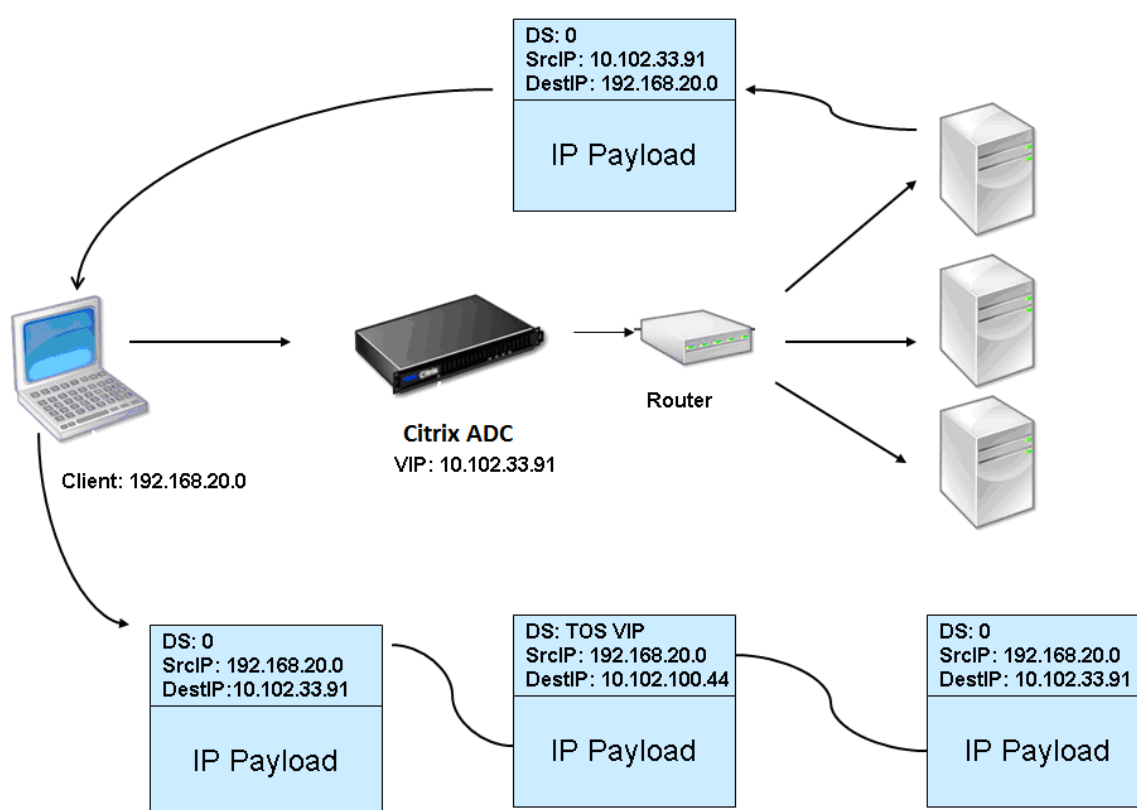 DS: 0
SrcIP: 10.102.33.91
DestIP: 192.168.20.0
IP Payload
Citrix
Router
Citrix ADC
VIP: 10.102.33.91
Client: 192.168.20.0
DS: 0
SrcIP: 192.168.20.0
DestIP:10.102.33.91
IP Payload
DS: TOS VIP
SrcIP: 192.168.20.0
DestIP: 10.102.100.44
IP Payload
DS: 0
SrcIP: 192.168.20.0
DestIP: 10.102.33.91
IP Payload